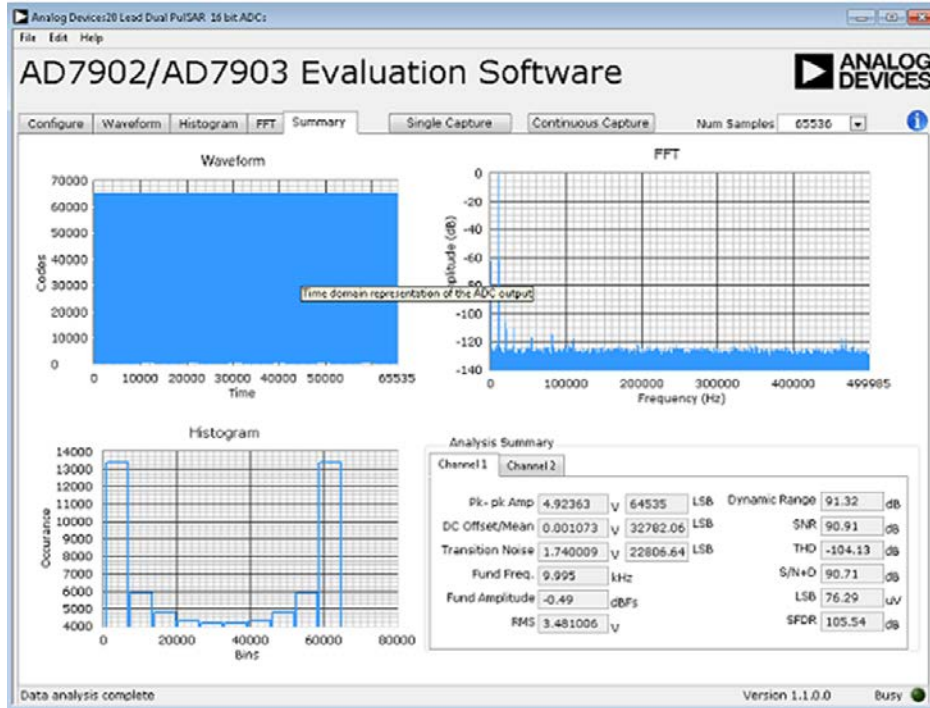 Analog Devices20 Lead Dual PulSAR 16 bit ADCs
File Edit Help
AD7902/AD7903 Evaluation Software
ANALOG
DEVICES
Configure Waveform Histogram FFT Summary Single Capture Continuous Capture Num Samples 65536
Waveform
70000
60000
50000
40000
30000
20000
10000
0
Codes
0 10000 20000 30000 40000 50000 65535
Time
Time domain representation of the ADC output
FFT
0
-20
-40
-60
-80
-100
-120
-140
0 100000 200000 300000 400000 499985
Frequency (Hz)
Histogram
14000
13000
12000
11000
10000
9000
8000
7000
6000
5000
4000
Occurance
0 20000 40000 60000 80000
Bins
Analysis Summary
Channel 1 Channel 2
Pk- pk Amp 4.92363 V 64535 LSB Dynamic Range 91.32 dB
DC Offset/Mean 0.001073 V 32782.06 LSB SNR 90.91 dB
Transition Noise 1.740009 V 22806.64 LSB THD -104.13 dB
Fund Freq. 9.995 kHz S/N+D 90.71 dB
Fund Amplitude -0.49 dBFs LSB 76.29 uV
RMS 3.481006 V SFDR 105.54 dB
Data analysis complete Version 1.1.0.0 Busy